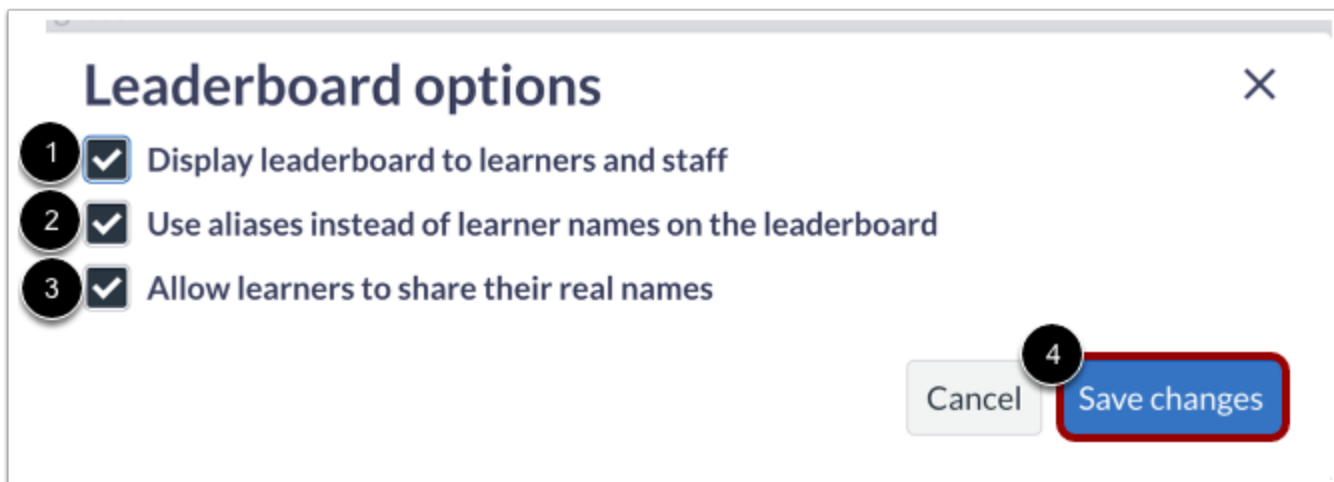 Leaderboard options
1 Display leaderboard to learners and staff
2 Use aliases instead of learner names on the leaderboard
3 Allow learners to share their real names
4
Cancel Save changes